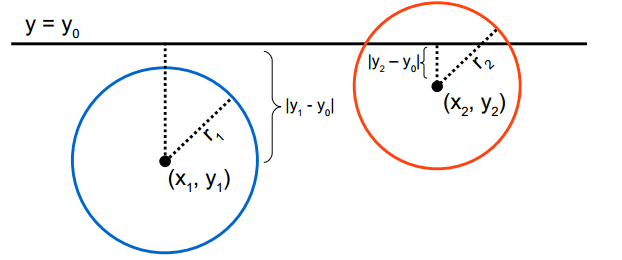 y = y₀
|y₂ – y₀|
r₂
(x₂, y₂)
|y₁ - y₀|
r₁
(x₁, y₁)